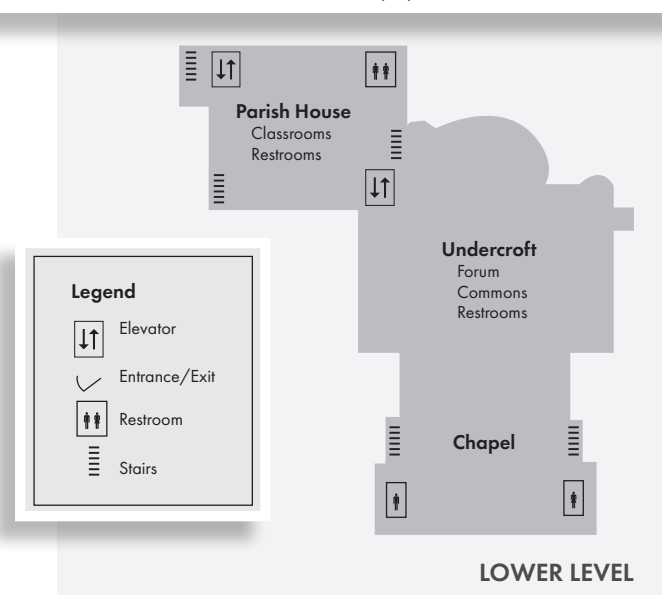 Parish House
Classrooms
Restrooms
Undercroft
Forum
Commons
Restrooms
Legend
Elevator
Entrance/Exit
Restroom
Stairs
Chapel
LOWER LEVEL